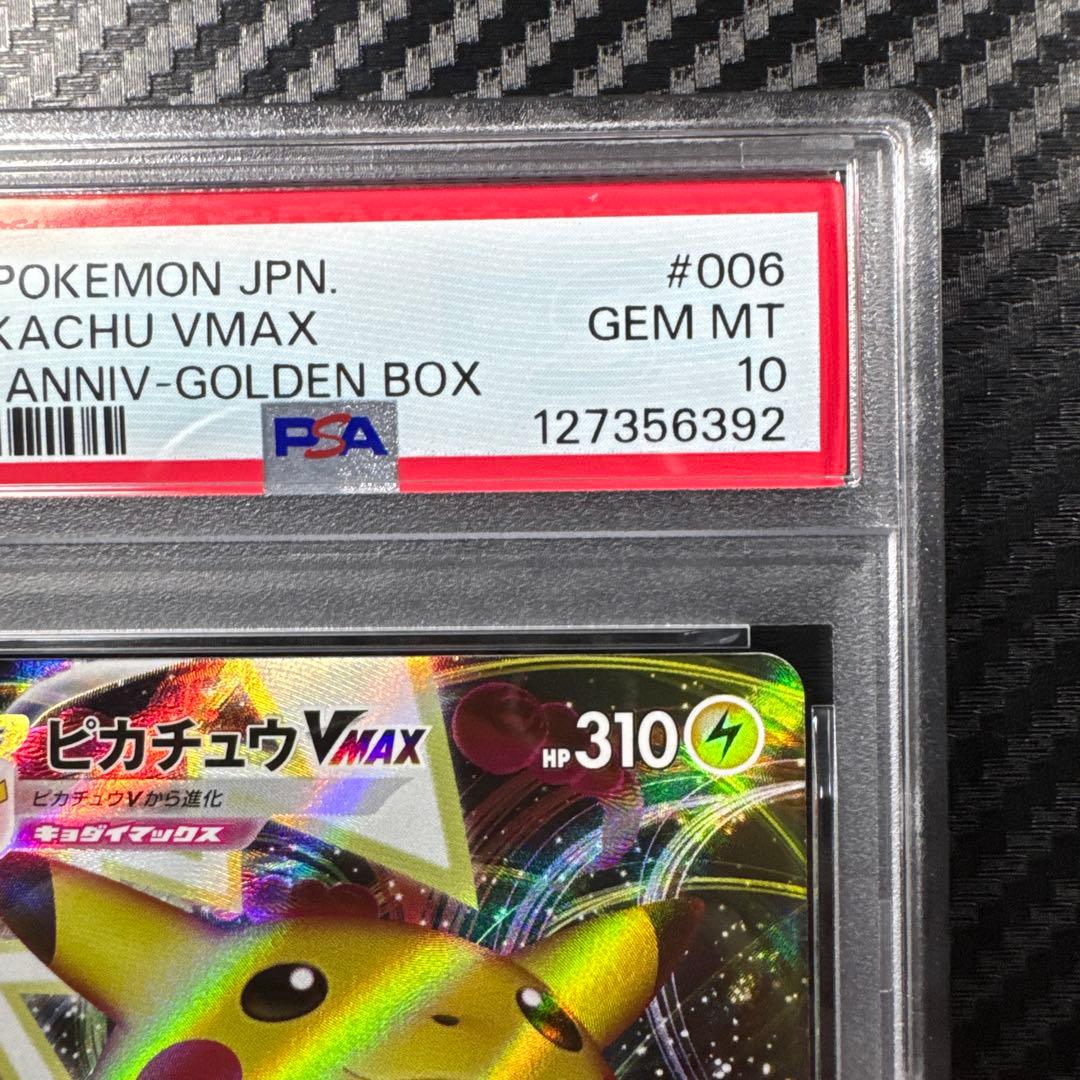 POKEMON JPN. #006
KACHU VMAX GEM MT
ANNIV-GOLDEN BOX 10
PSA 127356392
ピカチュウVMAX HP310
ピカチュウVから進化
キョダイマックス